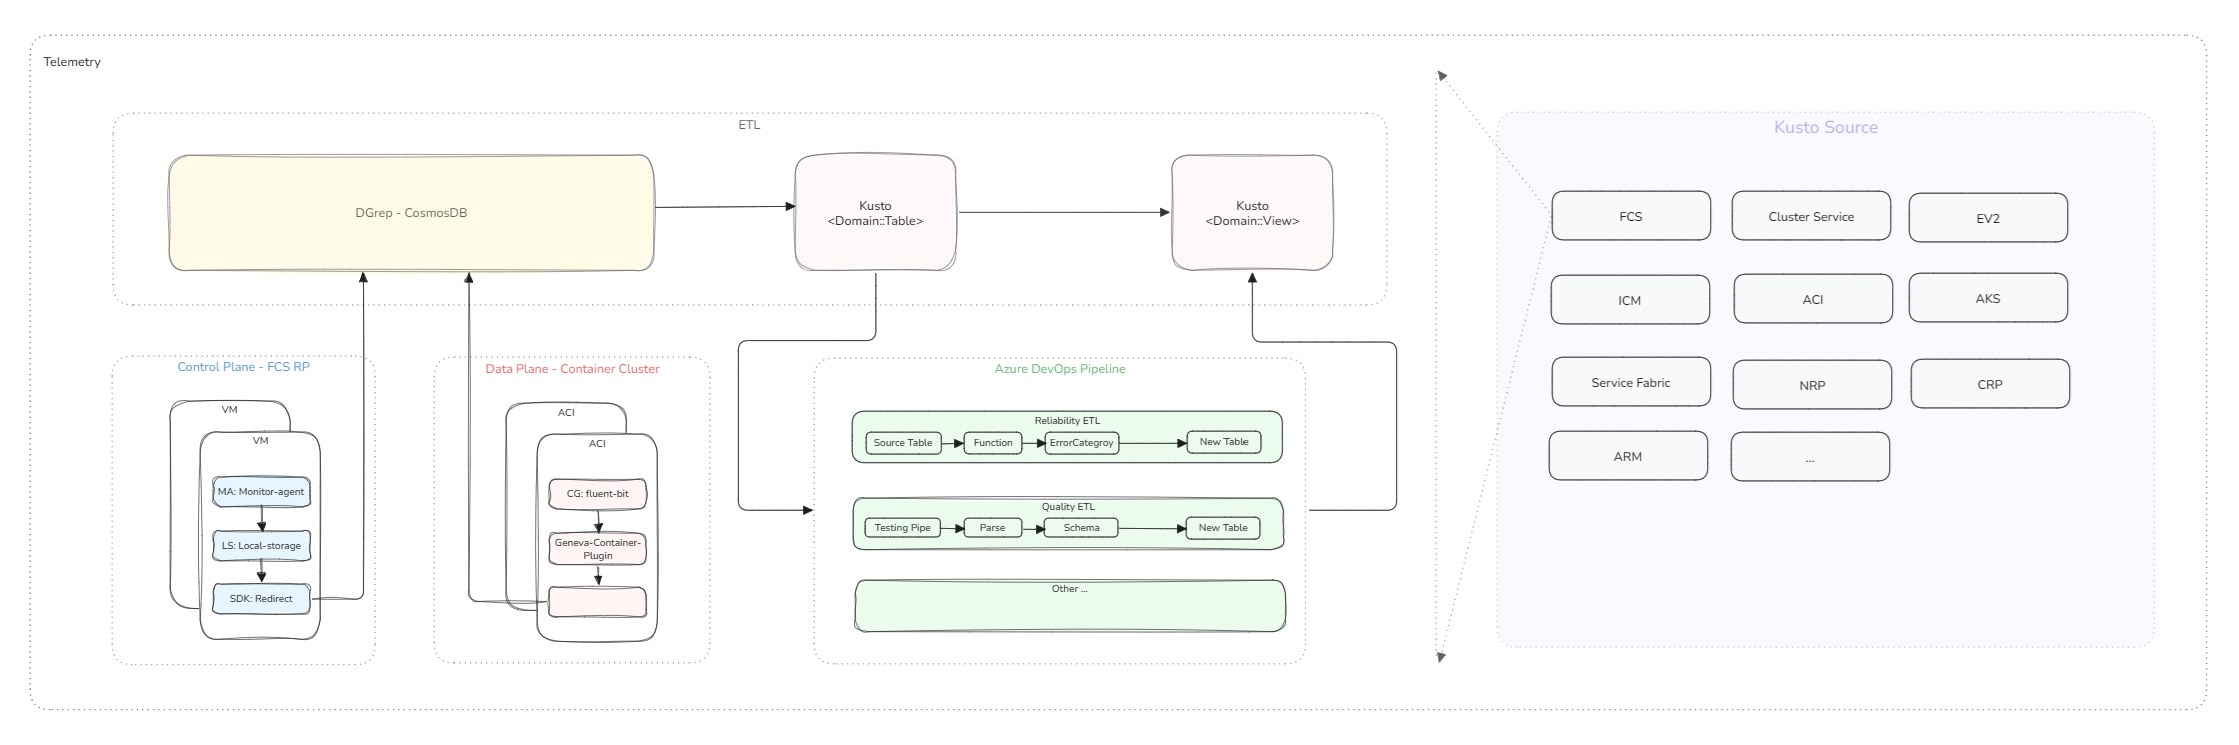 Telemetry
ETL
DGrep - CosmosDB
Kusto
<Domain::Table>
Kusto
<Domain::View>
Control Plane - FCS RP
VM
VM
MA: Monitor-agent
LS: Local-storage
SDK: Redirect
Data Plane - Container Cluster
ACI
ACI
CG: fluent-bit
Geneva-Container-
Plugin
Azure DevOps Pipeline
Reliability ETL
Source Table
Function
ErrorCategroy
New Table
Quality ETL
Testing Pipe
Parse
Schema
New Table
Other ...
Kusto Source
FCS
Cluster Service
EV2
ICM
ACI
AKS
Service Fabric
NRP
CRP
ARM
...